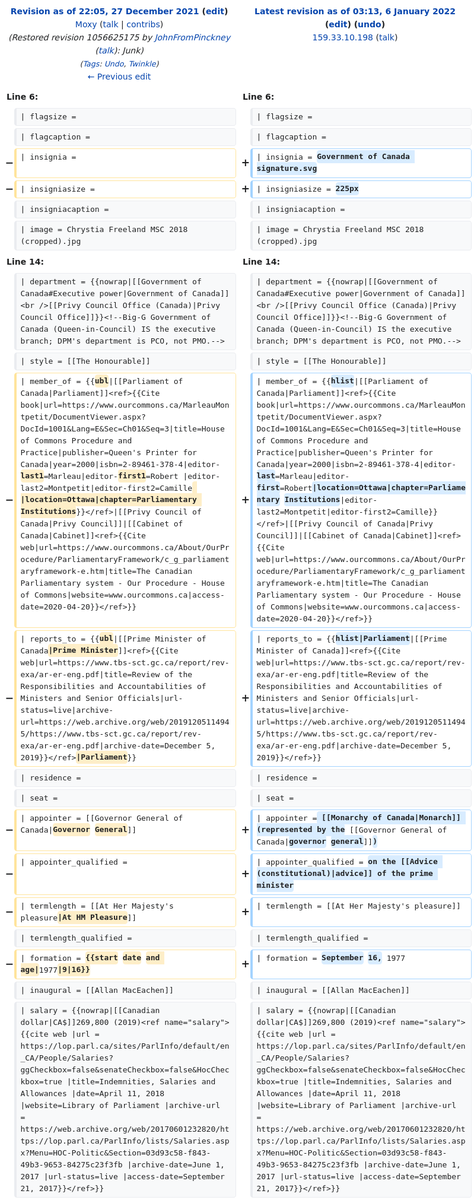 Revision as of 22:05, 27 December 2021 (edit)
Moxy (talk | contribs)
(Restored revision 1056625175 by JohnFromPinckney
(talk): Junk)
(Tags: Undo, Twinkle)
← Previous edit
Latest revision as of 03:13, 6 January 2022
(edit) (undo)
159.33.10.198 (talk)
Line 6:
| flagsize =
| flagcaption =
− | insignia =
− | insigniasize =
| insigniacaption =
| image = Chrystia Freeland MSC 2018
(cropped).jpg
Line 6:
| flagsize =
| flagcaption =
+ | insignia = Government of Canada
signature.svg
+ | insigniasize = 225px
| insigniacaption =
| image = Chrystia Freeland MSC 2018
(cropped).jpg
Line 14:
| department = {{nowrap|[[Government of
Canada#Executive power|Government of Canada]]
<br />[[Privy Council Office (Canada)|Privy
Council Office]]}}<!--Big-G Government of
Canada (Queen-in-Council) IS the executive
branch; DPM's department is PCO, not PMO.-->
| style = [[The Honourable]]
− | member_of = {{ubl|[[Parliament of
Canada|Parliament]]<ref>{{Cite
book|url=https://www.ourcommons.ca/MarleauMon
tpetit/DocumentViewer.aspx?
DocId=1001&Lang=E&Sec=Ch01&Seq=3|title=House
of Commons Procedure and
Practice|publisher=Queen's Printer for
Canada|year=2000|isbn=2-89461-378-4|editor-
last1=Marleau|editor-first1=Robert |editor-
last2=Montpetit|editor-first2=Camille
|location=Ottawa|chapter=Parliamentary
Institutions}}</ref>|[[Privy Council of
Canada|Privy Council]]|[[Cabinet of
Canada|Cabinet]]<ref>{{Cite
web|url=https://www.ourcommons.ca/About/OurPr
ocedure/ParliamentaryFramework/c_g_parliament
aryframework-e.htm|title=The Canadian
Parliamentary system - Our Procedure - House
of Commons|website=www.ourcommons.ca|access-
date=2020-04-20}}</ref>}}
− | reports_to = {{ubl|[[Prime Minister of
Canada|Prime Minister]]<ref>{{Cite
web|url=https://www.tbs-sct.gc.ca/report/rev-
exa/ar-er-eng.pdf|title=Review of the
Responsibilities and Accountabilities of
Ministers and Senior Officials|url-
status=live|archive-
url=https://web.archive.org/web/2019120511494
5/https://www.tbs-sct.gc.ca/report/rev-
exa/ar-er-eng.pdf|archive-date=December 5,
2019}}</ref>|Parliament}}
| residence =
| seat =
− | appointer = [[Governor General of
Canada|Governor General]]
− | appointer_qualified =
− | termlength = [[At Her Majesty's
pleasure|At HM Pleasure]]
| termlength_qualified =
− | formation = {{start date and
age|1977|9|16}}
| inaugural = [[Allan MacEachen]]
| salary = {{nowrap|[[Canadian
dollar|CA$]]269,800 (2019)<ref name="salary">
{{cite web |url =
https://lop.parl.ca/sites/ParlInfo/default/en
_CA/People/Salaries?
ggCheckbox=false&senateCheckbox=false&HocChec
kbox=true |title=Indemnities, Salaries and
Allowances |date=April 11, 2018
|website=Library of Parliament |archive-url
=
https://web.archive.org/web/20170601232820/ht
tps://lop.parl.ca/ParlInfo/lists/Salaries.asp
x?Menu=HOC-Politic&Section=03d93c58-f843-
49b3-9653-84275c23f3fb |archive-date=June 1,
2017 |url-status=live |access-date=September
21, 2017}}</ref>}}
Line 14:
| department = {{nowrap|[[Government of
Canada#Executive power|Government of Canada]]
<br />[[Privy Council Office (Canada)|Privy
Council Office]]}}<!--Big-G Government of
Canada (Queen-in-Council) IS the executive
branch; DPM's department is PCO, not PMO.-->
| style = [[The Honourable]]
+ | member_of = {{hlist|[[Parliament of
Canada|Parliament]]<ref>{{Cite
book|url=https://www.ourcommons.ca/MarleauMon
tpetit/DocumentViewer.aspx?
DocId=1001&Lang=E&Sec=Ch01&Seq=3|title=House
of Commons Procedure and
Practice|publisher=Queen's Printer for
Canada|year=2000|isbn=2-89461-378-4|editor-
last=Marleau|editor-
first=Robert|location=Ottawa|chapter=Parliame
ntary Institutions|editor-
last2=Montpetit|editor-first2=Camille}}
</ref>|[[Privy Council of Canada|Privy
Council]]|[[Cabinet of Canada|Cabinet]]<ref>
{{Cite
web|url=https://www.ourcommons.ca/About/OurPr
ocedure/ParliamentaryFramework/c_g_parliament
aryframework-e.htm|title=The Canadian
Parliamentary system - Our Procedure - House
of Commons|website=www.ourcommons.ca|access-
date=2020-04-20}}</ref>}}
+ | reports_to = {{hlist|Parliament|[[Prime
Minister of Canada]]<ref>{{Cite
web|url=https://www.tbs-sct.gc.ca/report/rev-
exa/ar-er-eng.pdf|title=Review of the
Responsibilities and Accountabilities of
Ministers and Senior Officials|url-
status=live|archive-
url=https://web.archive.org/web/2019120511494
5/https://www.tbs-sct.gc.ca/report/rev-
exa/ar-er-eng.pdf|archive-date=December 5,
2019}}</ref>}}
| residence =
| seat =
+ | appointer = [[Monarchy of Canada|Monarch]]
(represented by the [[Governor General of
Canada|governor general]])
+ | appointer_qualified = on the [[Advice
(constitutional)|advice]] of the prime
minister
+ | termlength = [[At Her Majesty's pleasure]]
| termlength_qualified =
+ | formation = September 16, 1977
| inaugural = [[Allan MacEachen]]
| salary = {{nowrap|[[Canadian
dollar|CA$]]269,800 (2019)<ref name="salary">
{{cite web |url =
https://lop.parl.ca/sites/ParlInfo/default/en
_CA/People/Salaries?
ggCheckbox=false&senateCheckbox=false&HocChec
kbox=true |title=Indemnities, Salaries and
Allowances |date=April 11, 2018
|website=Library of Parliament |archive-url
=
https://web.archive.org/web/20170601232820/ht
tps://lop.parl.ca/ParlInfo/lists/Salaries.asp
x?Menu=HOC-Politic&Section=03d93c58-f843-
49b3-9653-84275c23f3fb |archive-date=June 1,
2017 |url-status=live |access-date=September
21, 2017}}</ref>}}